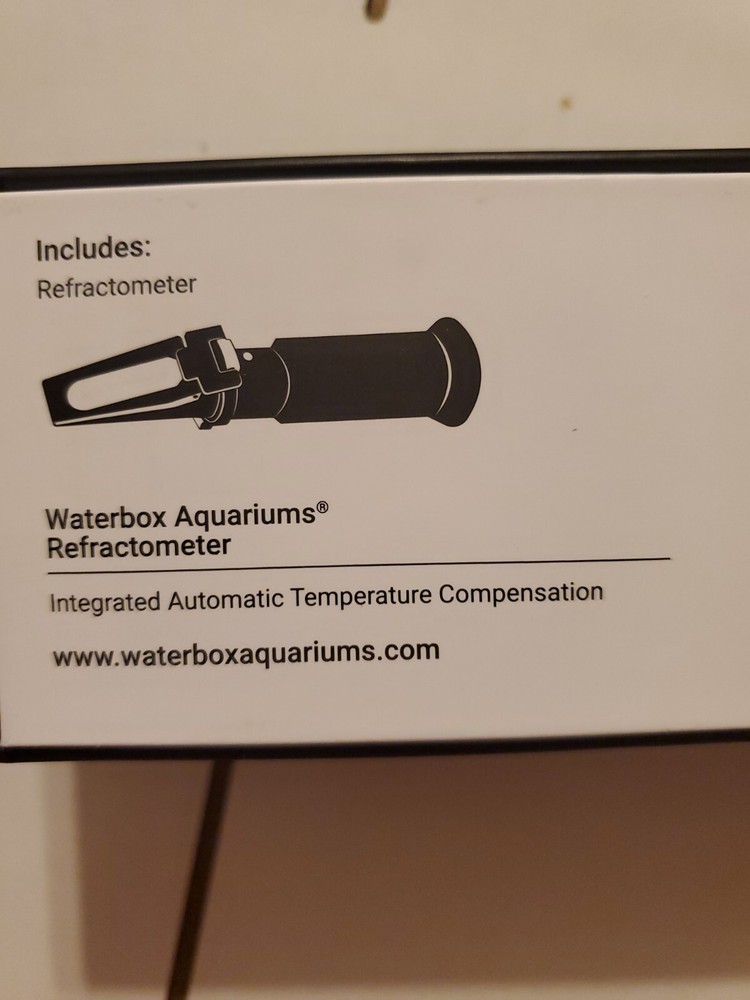 Includes:
Refractometer
Waterbox Aquariums®
Refractometer
Integrated Automatic Temperature Compensation
www.waterboxaquariums.com